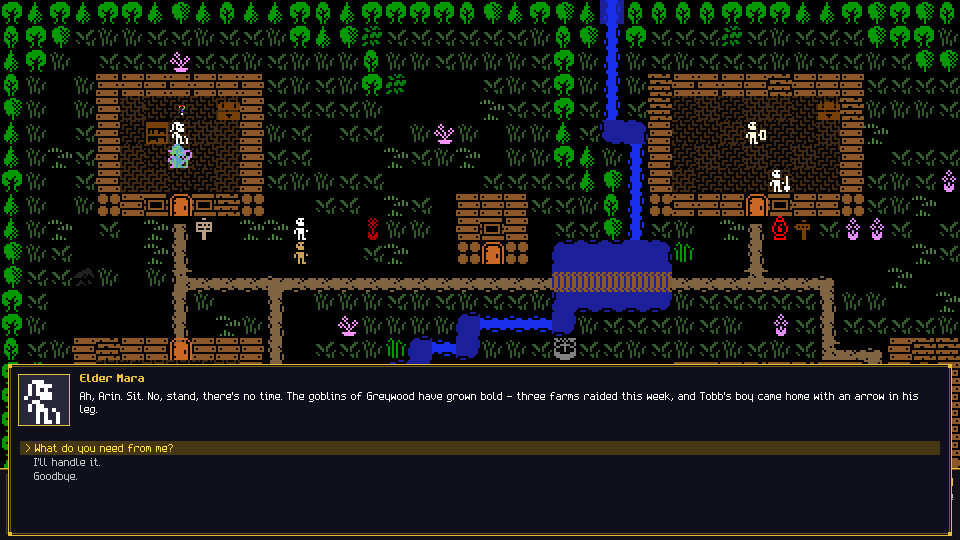 Elder Mara
Ah, Arin. Sit. No, stand, there's no time. The goblins of Greywood have grown bold - three farms raided this week, and Tobb's boy came home with an arrow in his
leg.
> What do you need from me?
I'll handle it.
Goodbye.